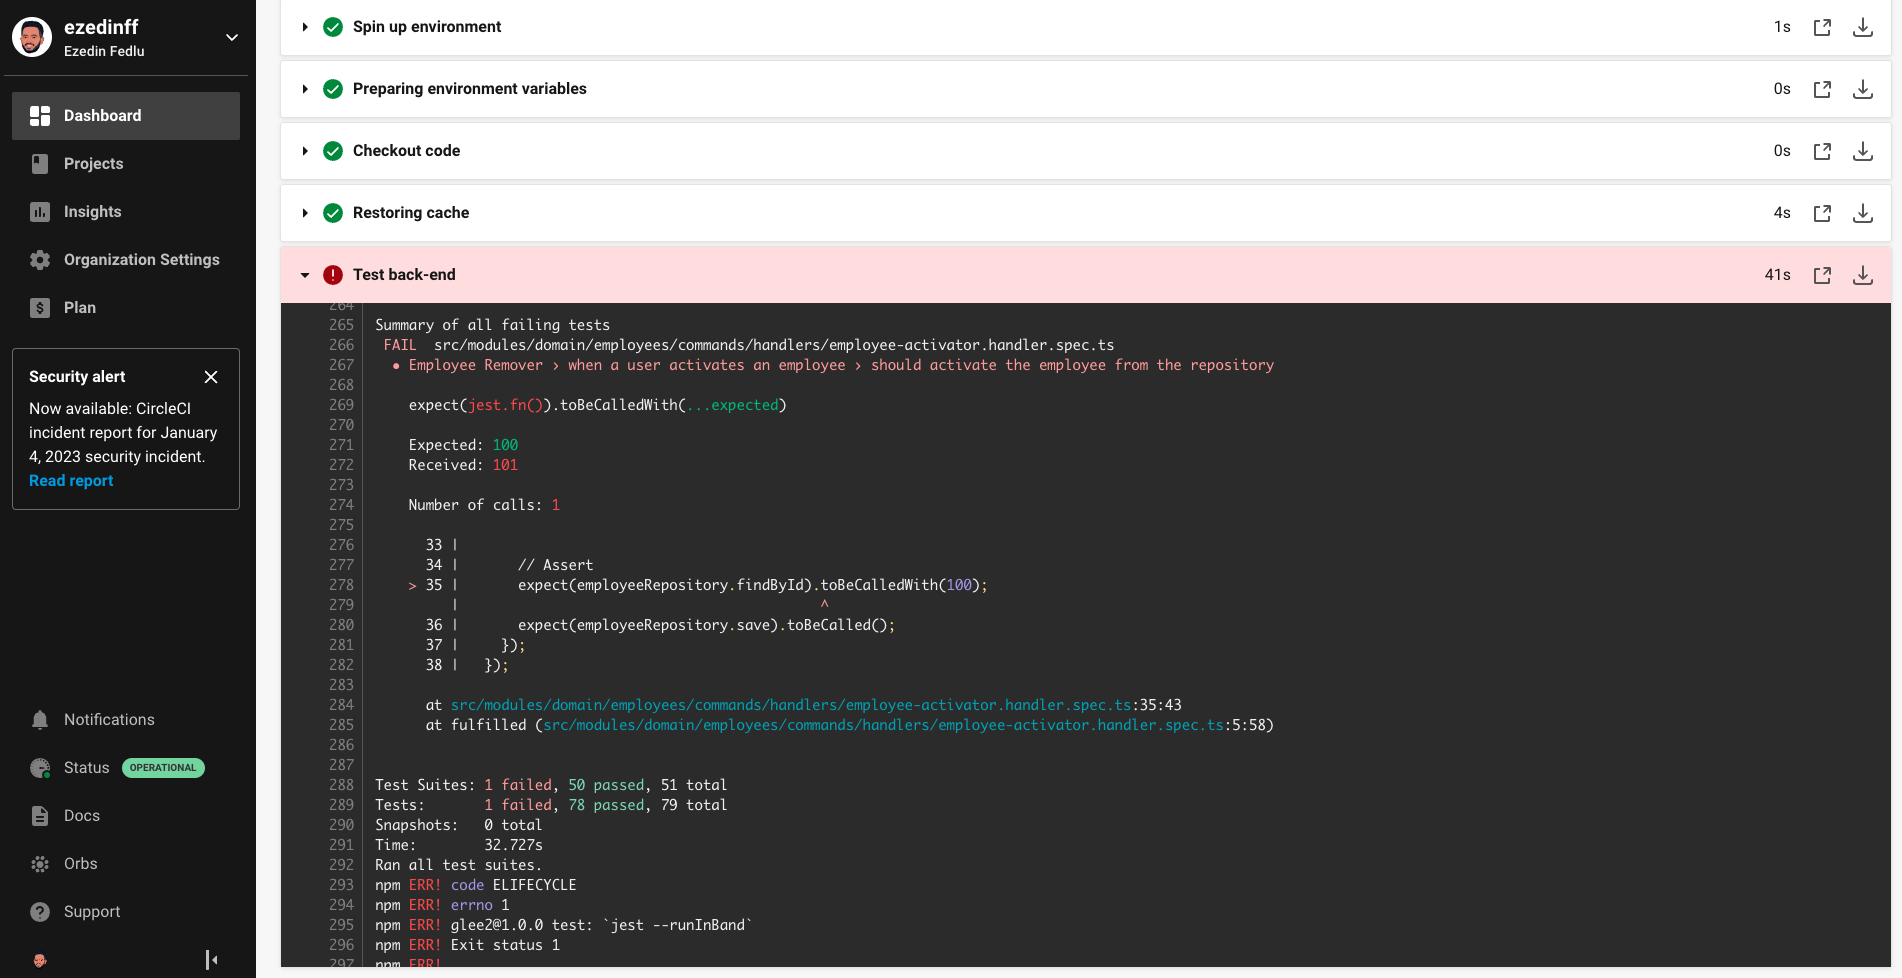 ezedinff
Ezedin Fedlu
Dashboard
Projects
Insights
Organization Settings
Plan
Security alert
Now available: CircleCI
incident report for January
4, 2023 security incident.
Read report
Notifications
Status OPERATIONAL
Docs
Orbs
Support
Spin up environment 1s
Preparing environment variables 0s
Checkout code 0s
Restoring cache 4s
Test back-end 41s
264
265 Summary of all failing tests
266 FAIL src/modules/domain/employees/commands/handlers/employee-activator.handler.spec.ts
267 ● Employee Remover › when a user activates an employee › should activate the employee from the repository
268
269 expect(jest.fn()).toBeCalledWith(...expected)
270
271 Expected: 100
272 Received: 101
273
274 Number of calls: 1
275
276 33 |
277 34 | // Assert
278 > 35 | expect(employeeRepository.findById).toBeCalledWith(100);
279 | ^
280 36 | expect(employeeRepository.save).toBeCalled();
281 37 | });
282 38 | });
283
284 at src/modules/domain/employees/commands/handlers/employee-activator.handler.spec.ts:35:43
285 at fulfilled (src/modules/domain/employees/commands/handlers/employee-activator.handler.spec.ts:5:58)
286
287
288 Test Suites: 1 failed, 50 passed, 51 total
289 Tests: 1 failed, 78 passed, 79 total
290 Snapshots: 0 total
291 Time: 32.727s
292 Ran all test suites.
293 npm ERR! code ELIFECYCLE
294 npm ERR! errno 1
295 npm ERR! glee2@1.0.0 test: `jest --runInBand`
296 npm ERR! Exit status 1
297 npm ERR!